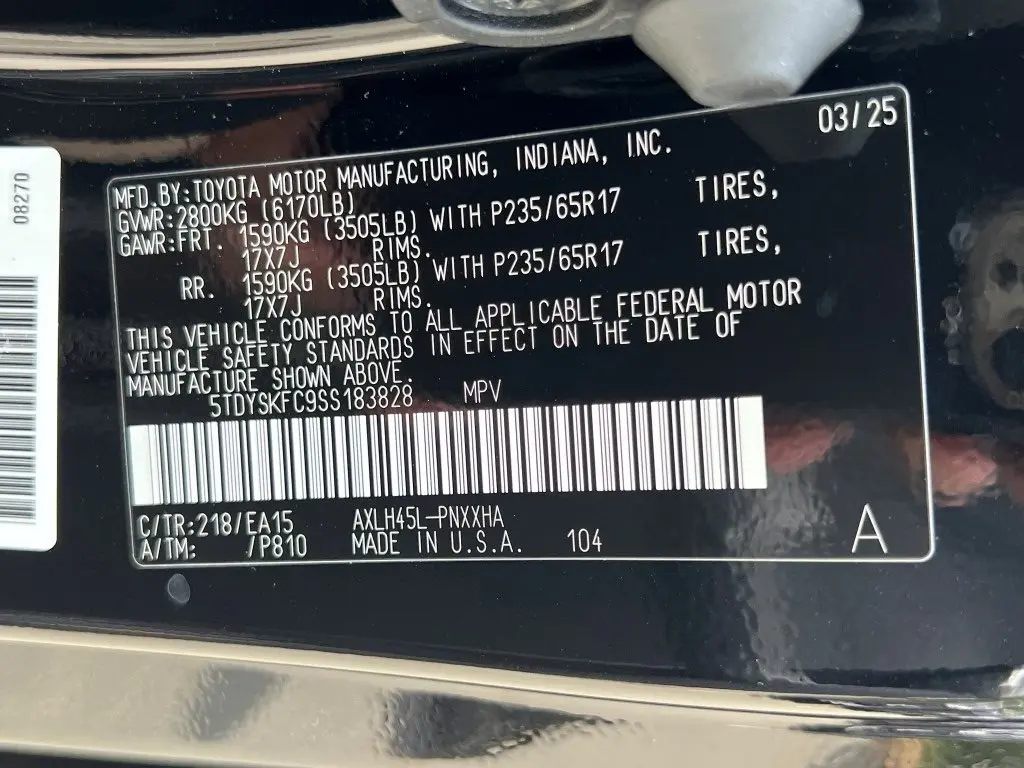 03/25
MFD.BY:TOYOTA MOTOR MANUFACTURING, INDIANA, INC.
GVWR:2800KG (6170LB)
GAWR:FRT. 1590KG (3505LB) WITH P235/65R17 TIRES,
17X7J RIMS.
RR. 1590KG (3505LB) WITH P235/65R17 TIRES,
17X7J RIMS.
THIS VEHICLE CONFORMS TO ALL APPLICABLE FEDERAL MOTOR
VEHICLE SAFETY STANDARDS IN EFFECT ON THE DATE OF
MANUFACTURE SHOWN ABOVE.
5TDYSKFC9SS183828 MPV
C/TR:218/EA15 AXLH45L-PNXXHA
A/TM: /P810 MADE IN U.S.A. 104
A
08270